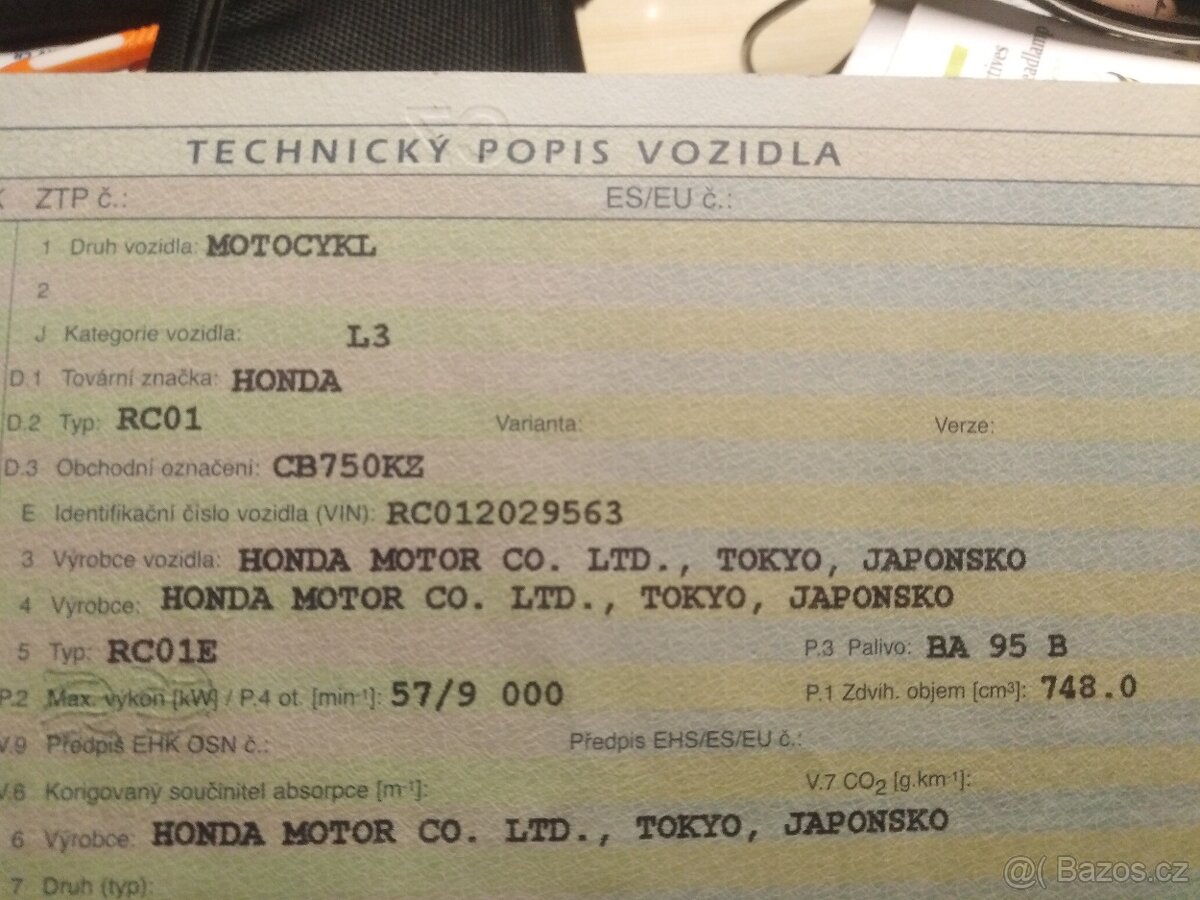 ctives
eadlamp
TECHNICKÝ POPIS VOZIDLA
K ZTP č.: ES/EU č.:
1 Druh vozidla: MOTOCYKL
2
J Kategorie vozidla: L3
D.1 Tovární značka: HONDA
D.2 Typ: RC01 Varianta: Verze:
D.3 Obchodní označení: CB750KZ
E Identifikační číslo vozidla (VIN): RC012029563
3 Výrobce vozidla: HONDA MOTOR CO. LTD., TOKYO, JAPONSKO
4 Výrobce: HONDA MOTOR CO. LTD., TOKYO, JAPONSKO
5 Typ: RC01E P.3 Palivo: BA 95 B
P.2 Max. výkon [kW] / P.4 ot. [min⁻¹]: 57/9 000 P.1 Zdvih. objem [cm³]: 748.0
V.9 Předpis EHK OSN č.: Předpis EHS/ES/EU č.:
V.6 Korigovaný součinitel absorpce [m⁻¹]: V.7 CO₂ [g.km⁻¹]:
6 Výrobce: HONDA MOTOR CO. LTD., TOKYO, JAPONSKO
7 Druh (typ):
@( Bazos.cz